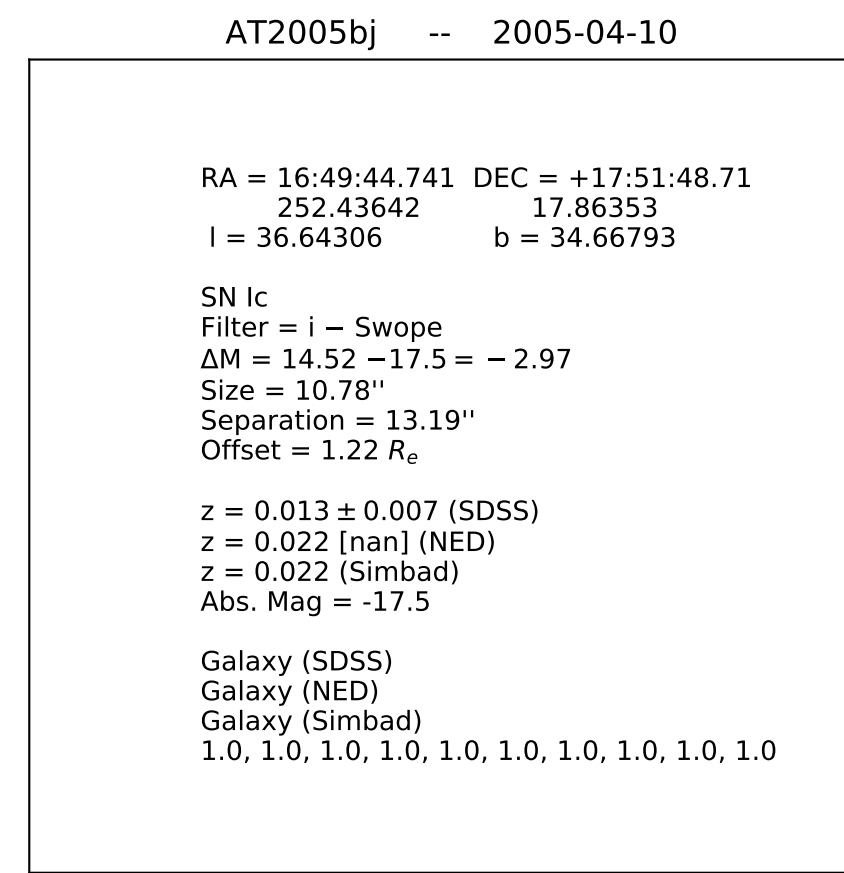 AT2005bj -- 2005-04-10
RA = 16:49:44.741 DEC = +17:51:48.71
252.43642 17.86353
l = 36.64306 b = 34.66793
SN Ic
Filter = i − Swope
ΔM = 14.52 −17.5 = − 2.97
Size = 10.78''
Separation = 13.19''
Offset = 1.22 Re
z = 0.013 ± 0.007 (SDSS)
z = 0.022 [nan] (NED)
z = 0.022 (Simbad)
Abs. Mag = -17.5
Galaxy (SDSS)
Galaxy (NED)
Galaxy (Simbad)
1.0, 1.0, 1.0, 1.0, 1.0, 1.0, 1.0, 1.0, 1.0, 1.0